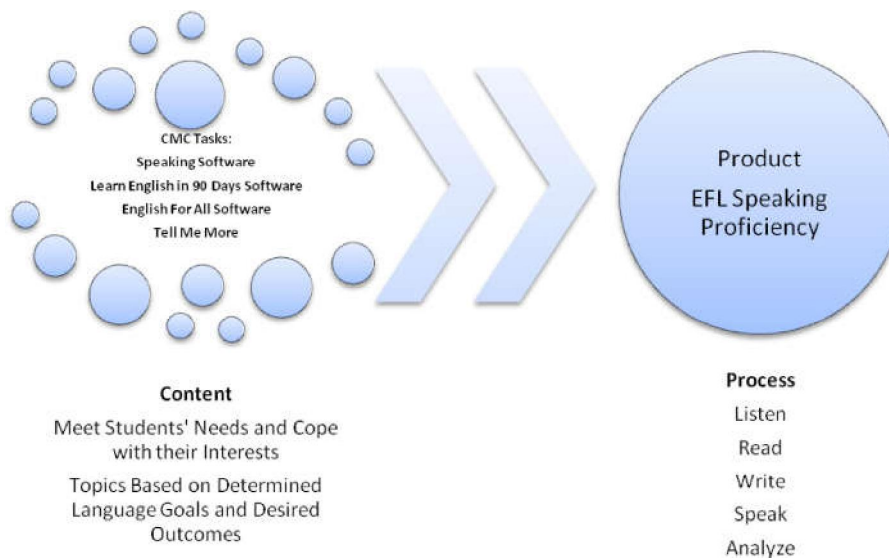 CMC Tasks:
Speaking Software
Learn English in 90 Days Software
English For All Software
Tell Me More
Product
EFL Speaking
Proficiency
Content
Meet Students' Needs and Cope
with their Interests
Topics Based on Determined
Language Goals and Desired
Outcomes
Process
Listen
Read
Write
Speak
Analyze